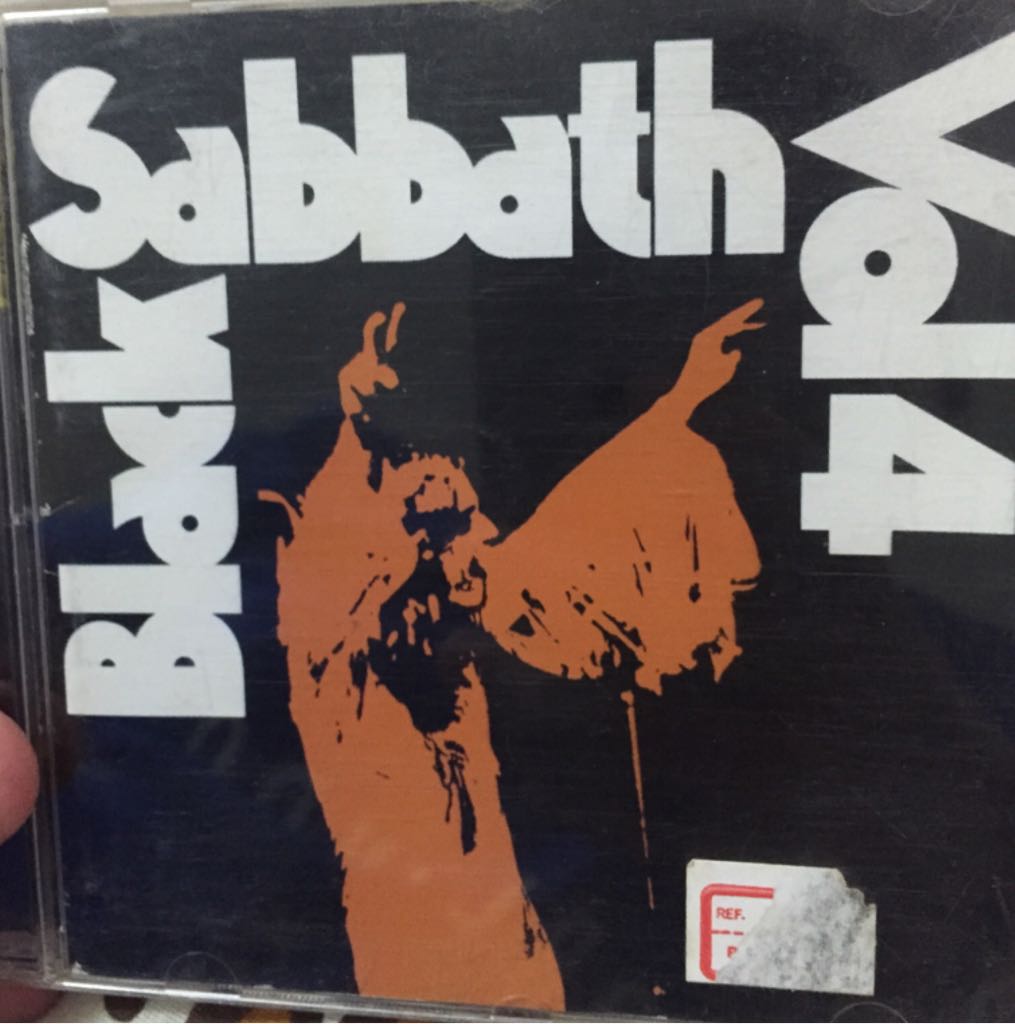 Black
Sabbath
Vol 4
REF.